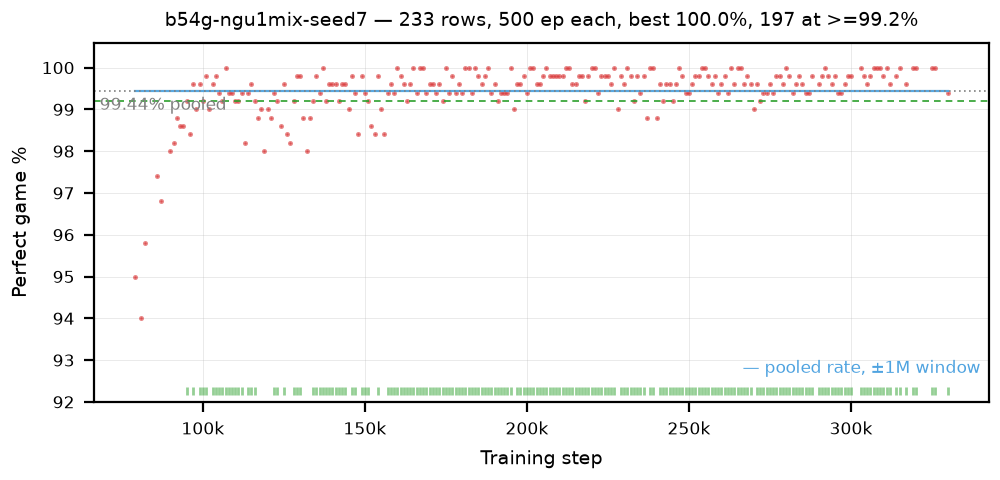 b54g-ngu1mix-seed7 — 233 rows, 500 ep each, best 100.0%, 197 at >=99.2%
Perfect game %
100
99
98
97
96
95
94
93
92
99.44% pooled
— pooled rate, ±1M window
100k
150k
200k
250k
300k
Training step